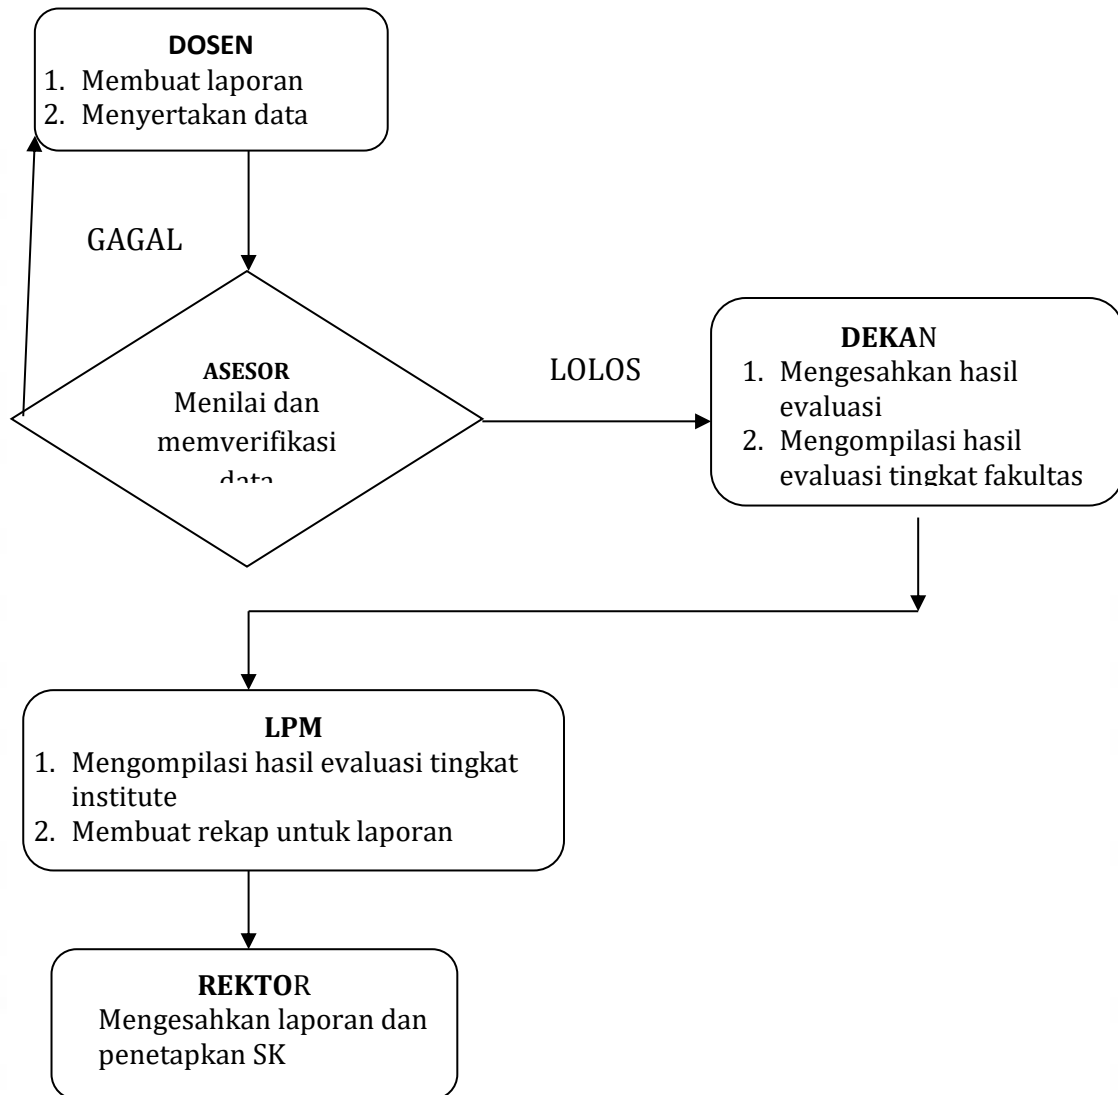 DOSEN
1. Membuat laporan
2. Menyertakan data
GAGAL
ASESOR
Menilai dan
memverifikasi
data
LOLOS
DEKAN
1. Mengesahkan hasil
evaluasi
2. Mengompilasi hasil
evaluasi tingkat fakultas
LPM
1. Mengompilasi hasil evaluasi tingkat
institute
2. Membuat rekap untuk laporan
REKTOR
Mengesahkan laporan dan
penetapkan SK